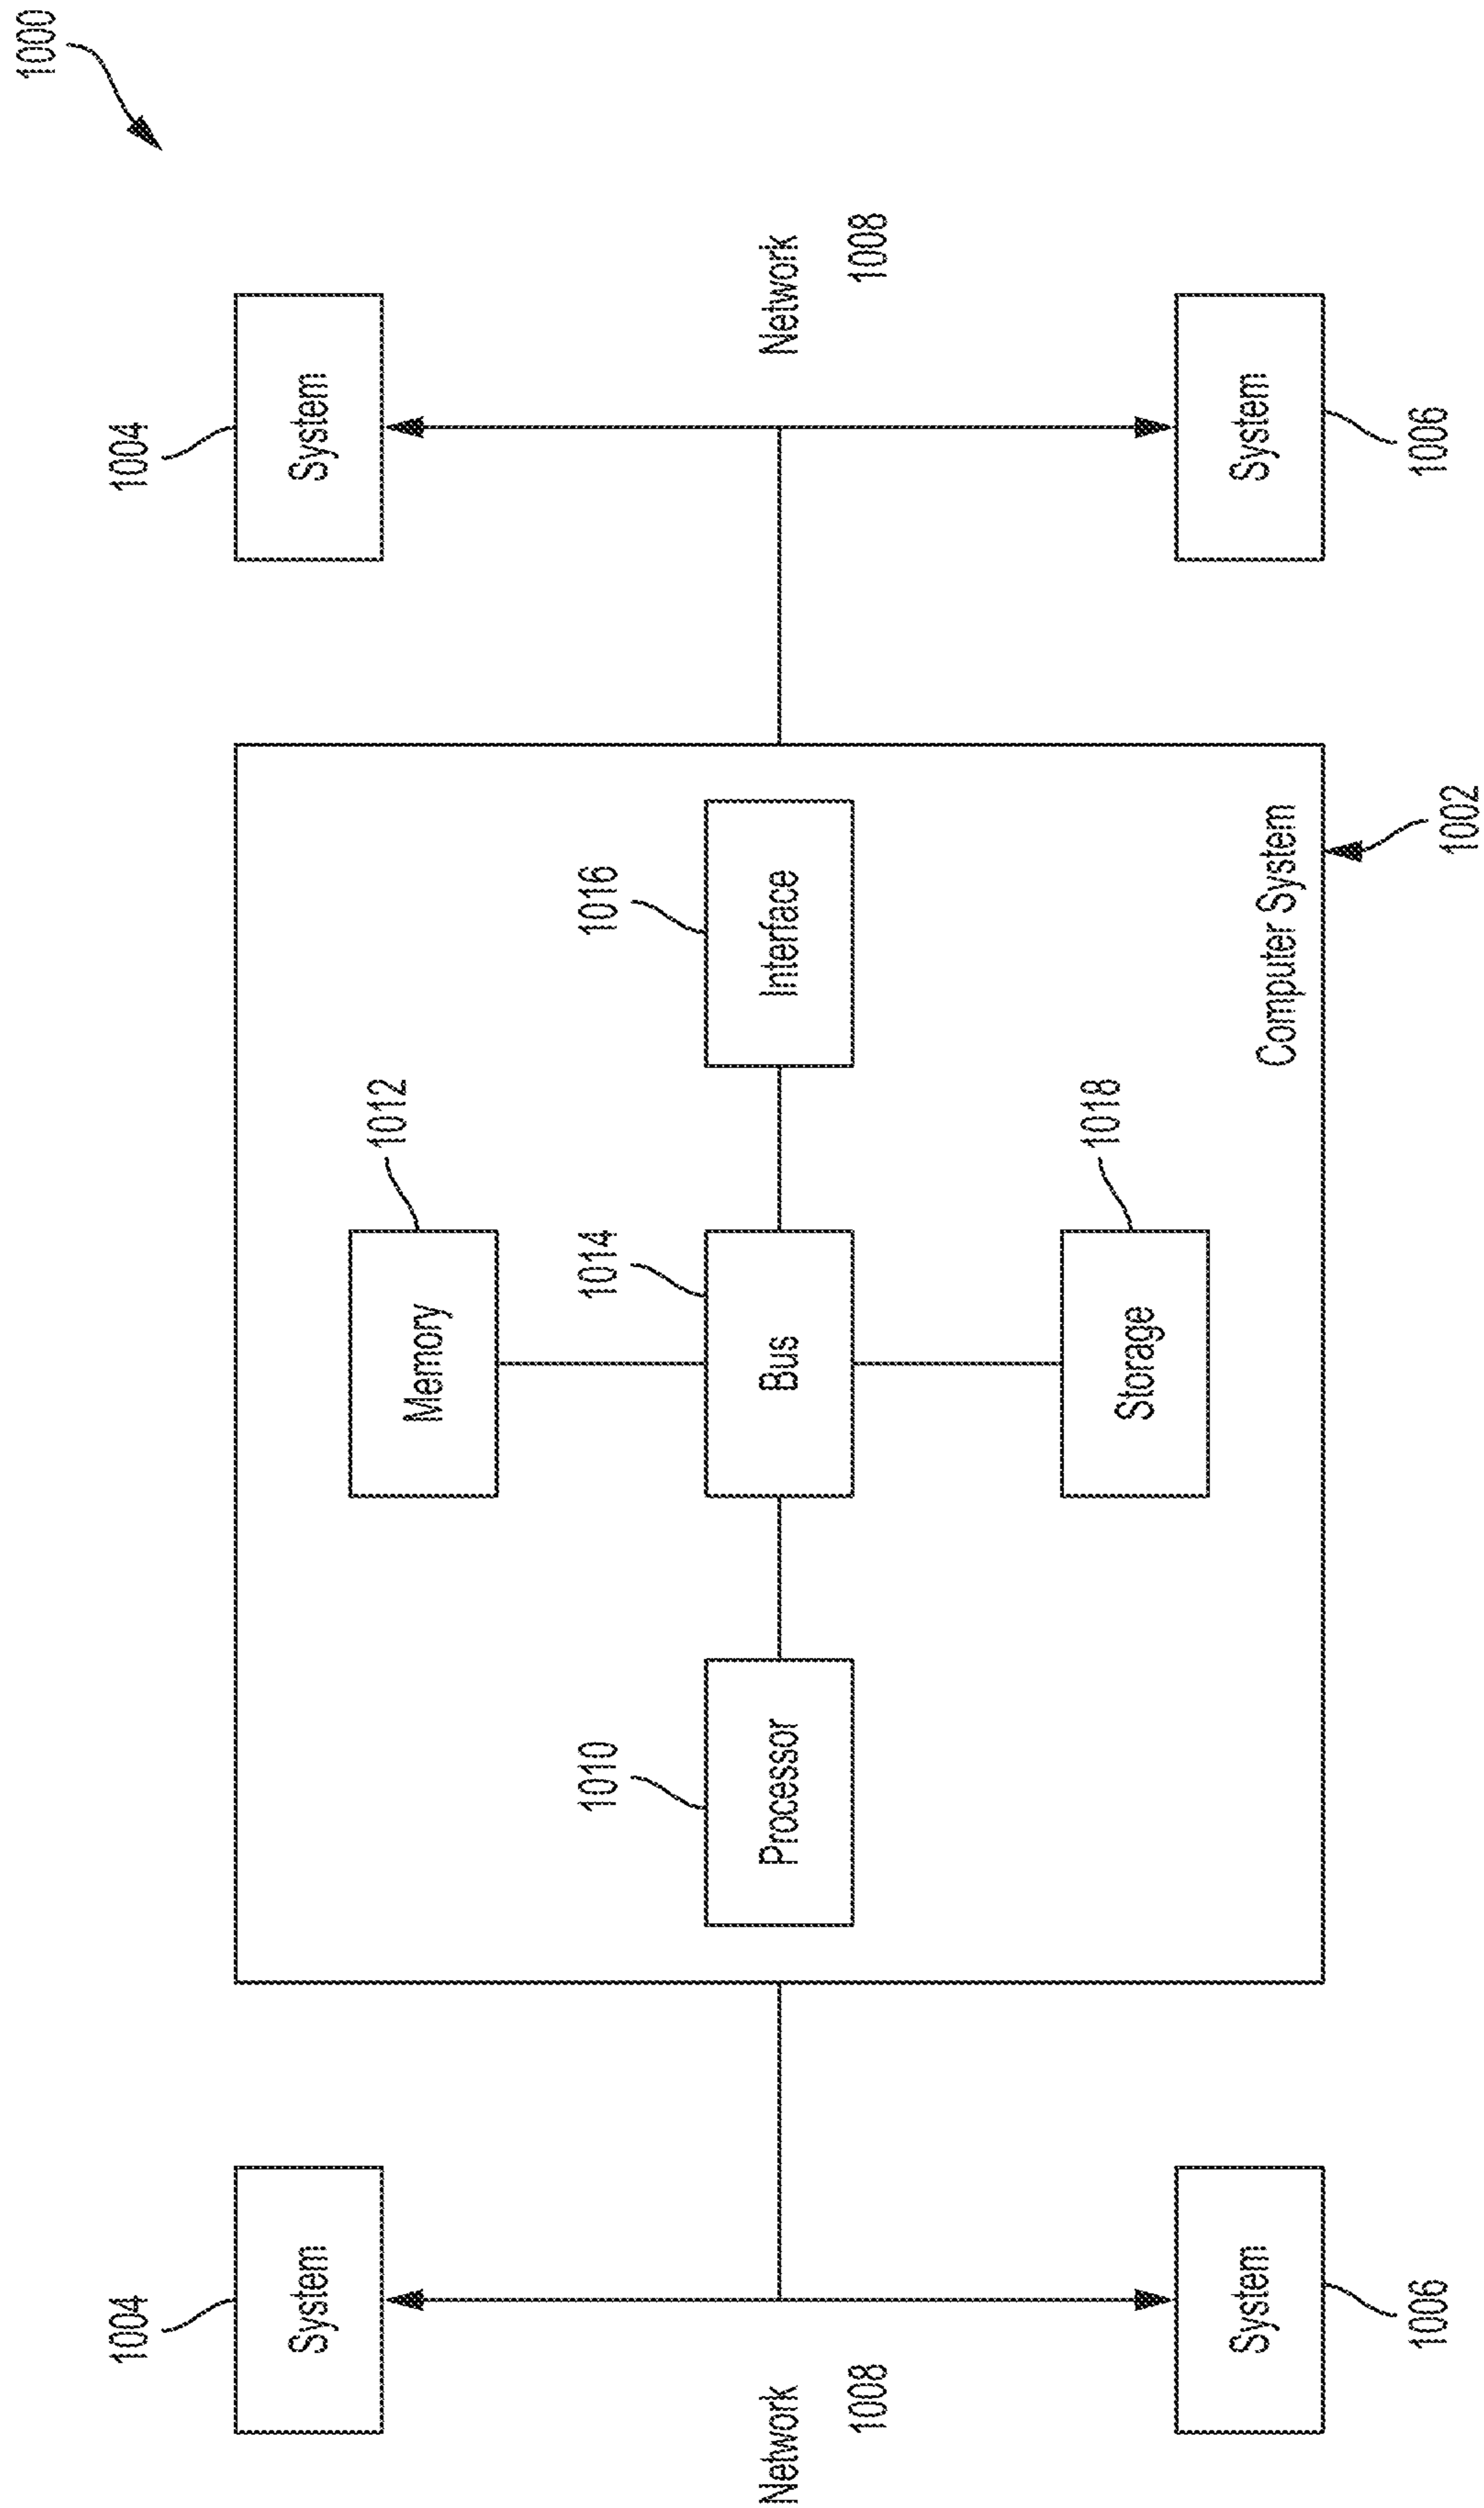 1000
1004
1004
System
System
1012
Memory
1010
1014
1016
Network
Processor
Bus
Interface
Network
1008
1008
1018
Storage
System
System
Computer System
1006
1006
1002